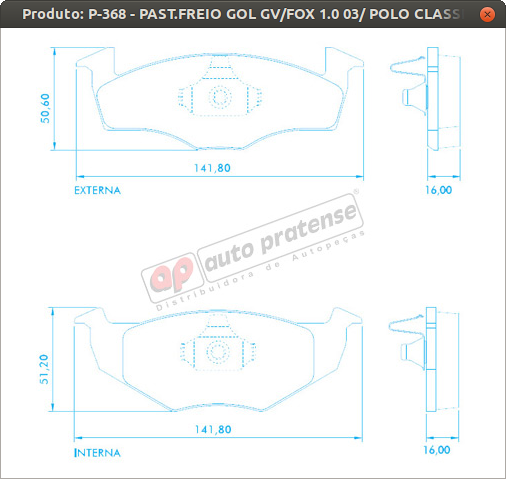 Produto: P-368 - PAST.FREIO GOL GV/FOX 1.0 03/ POLO CLASS
50,60
141,80
16,00
EXTERNA
ap auto pratense
Distribuidora de Autopeças
51,20
141,80
16,00
INTERNA